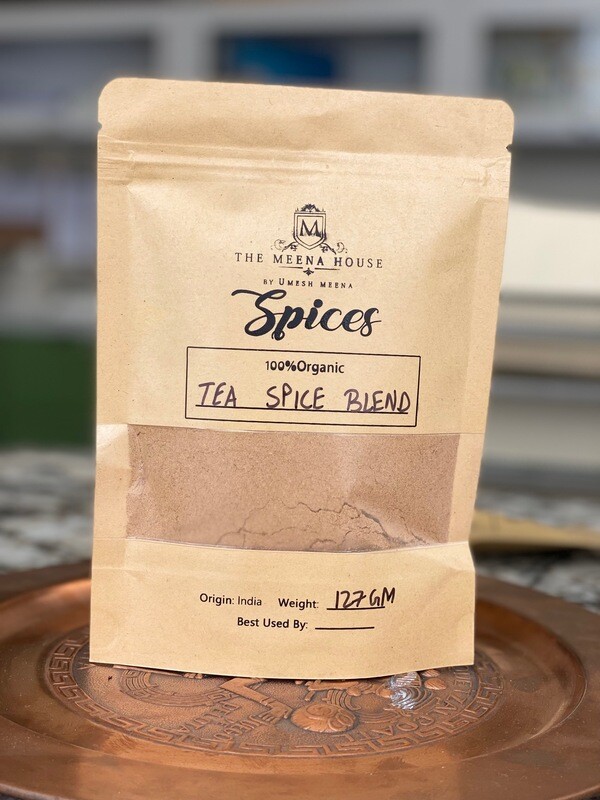 M
THE MEENA HOUSE
BY UMESH MEENA
Spices
100%Organic
TEA SPICE BLEND
Origin: India Weight: 127GM
Best Used By: